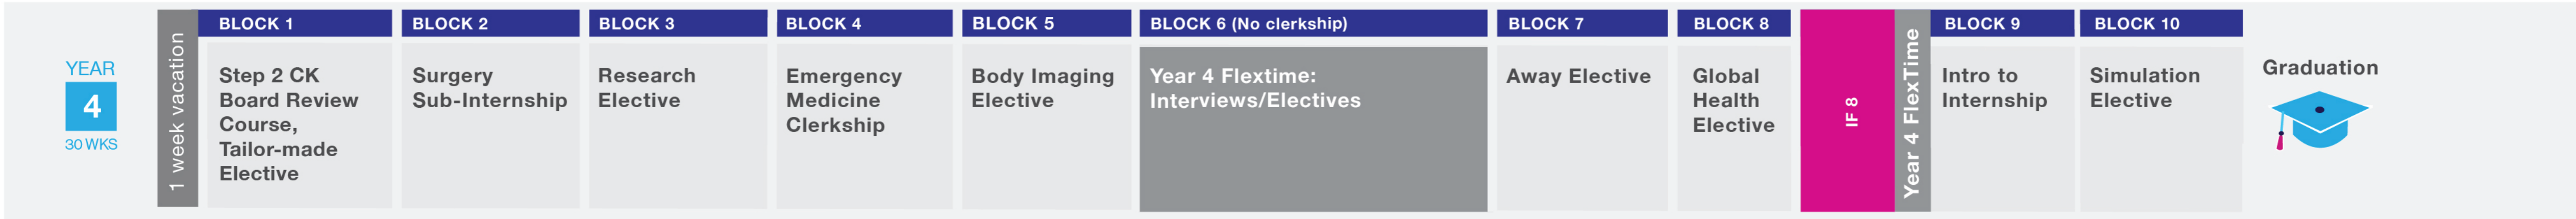 YEAR
4
30 WKS
1 week vacation
BLOCK 1
Step 2 CK
Board Review
Course,
Tailor-made
Elective
BLOCK 2
Surgery
Sub-Internship
BLOCK 3
Research
Elective
BLOCK 4
Emergency
Medicine
Clerkship
BLOCK 5
Body Imaging
Elective
BLOCK 6 (No clerkship)
Year 4 Flextime:
Interviews/Electives
BLOCK 7
Away Elective
BLOCK 8
Global
Health
Elective
IF 8
Year 4 FlexTime
BLOCK 9
Intro to
Internship
BLOCK 10
Simulation
Elective
Graduation